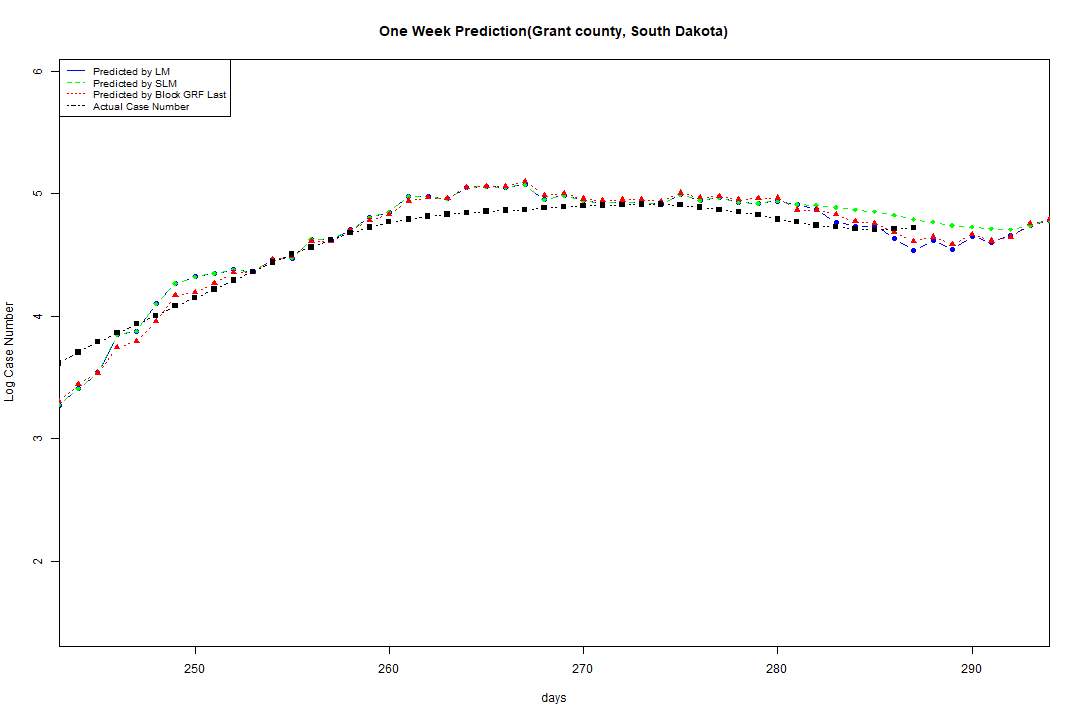 One Week Prediction(Grant county, South Dakota)
Predicted by LM
Predicted by SLM
Predicted by Block GRF Last
Actual Case Number
6
5
4
3
2
Log Case Number
250 260 270 280 290
days